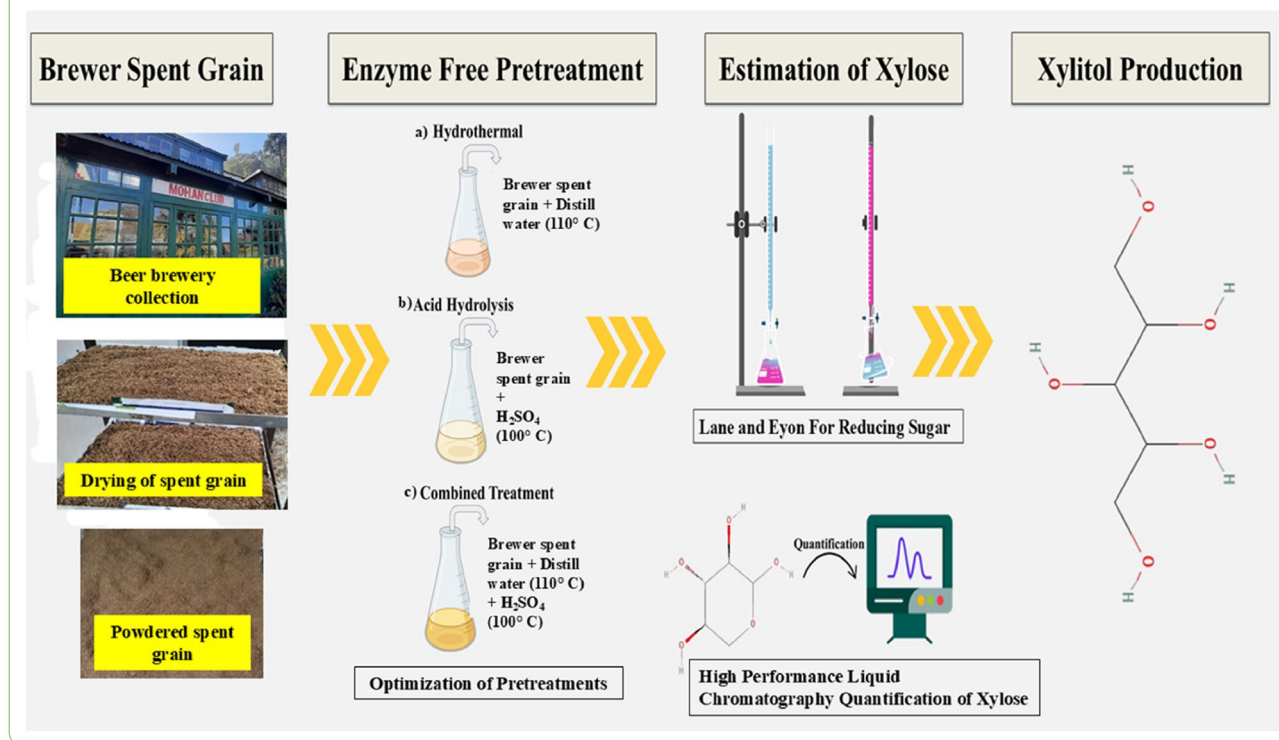 Brewer Spent Grain
Enzyme Free Pretreatment
Estimation of Xylose
Xylitol Production
MOHAN CLUB
Beer brewery
collection
Drying of spent grain
Powdered spent
grain
a) Hydrothermal
Brewer spent
grain + Distill
water (110° C)
b) Acid Hydrolysis
Brewer
spent grain
+
H₂SO₄
(100° C)
c) Combined Treatment
Brewer spent
grain + Distill
water (110° C)
+ H₂SO₄
(100° C)
Optimization of Pretreatments
Lane and Eyon For Reducing Sugar
H
O
H
O
H
O
O
H
O
H
O
Quantification
High Performance Liquid
Chromatography Quantification of Xylose
H
O
H
O
H
O
O
H
O
H